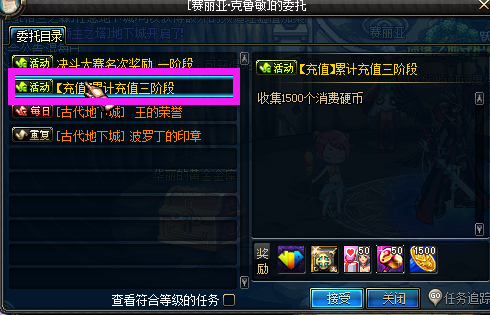 [赛丽亚·克鲁敏]的委托
委托目录
活动 决斗大赛名次奖励 一阶段
活动 【充值】累计充值三阶段
每日 [古代地下城] 王的荣誉
重复 [古代地下城] 波罗丁的印章
查看符合等级的任务
活动 【充值】累计充值三阶段
收集1500个消费硬币
赛丽亚
奖励
50 50 1500
接受 关闭 GO 任务追踪